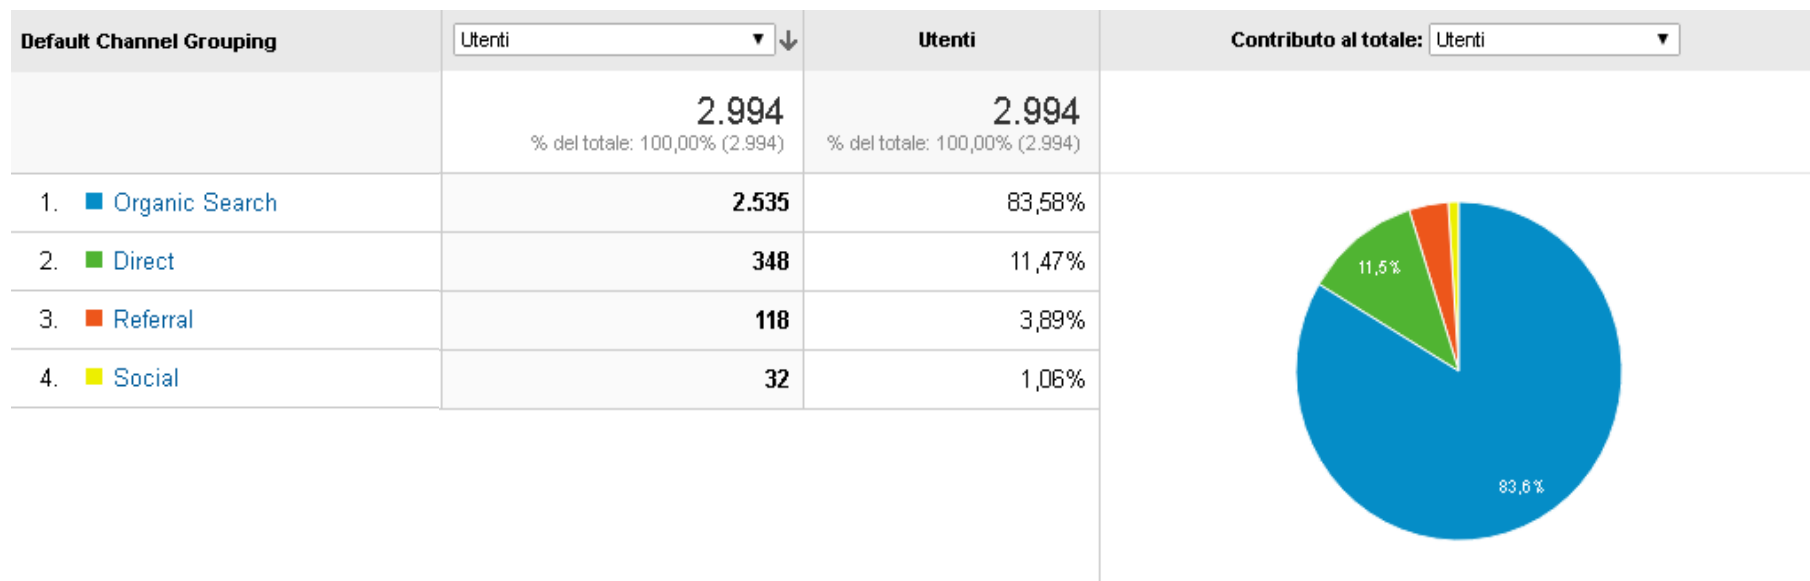 Default Channel Grouping Utenti Utenti Contributo al totale: Utenti
2.994 2.994
% del totale: 100,00% (2.994) % del totale: 100,00% (2.994)
1. Organic Search 2.535 83,58%
2. Direct 348 11,47%
3. Referral 118 3,89%
4. Social 32 1,06%
11,5%
83,6%